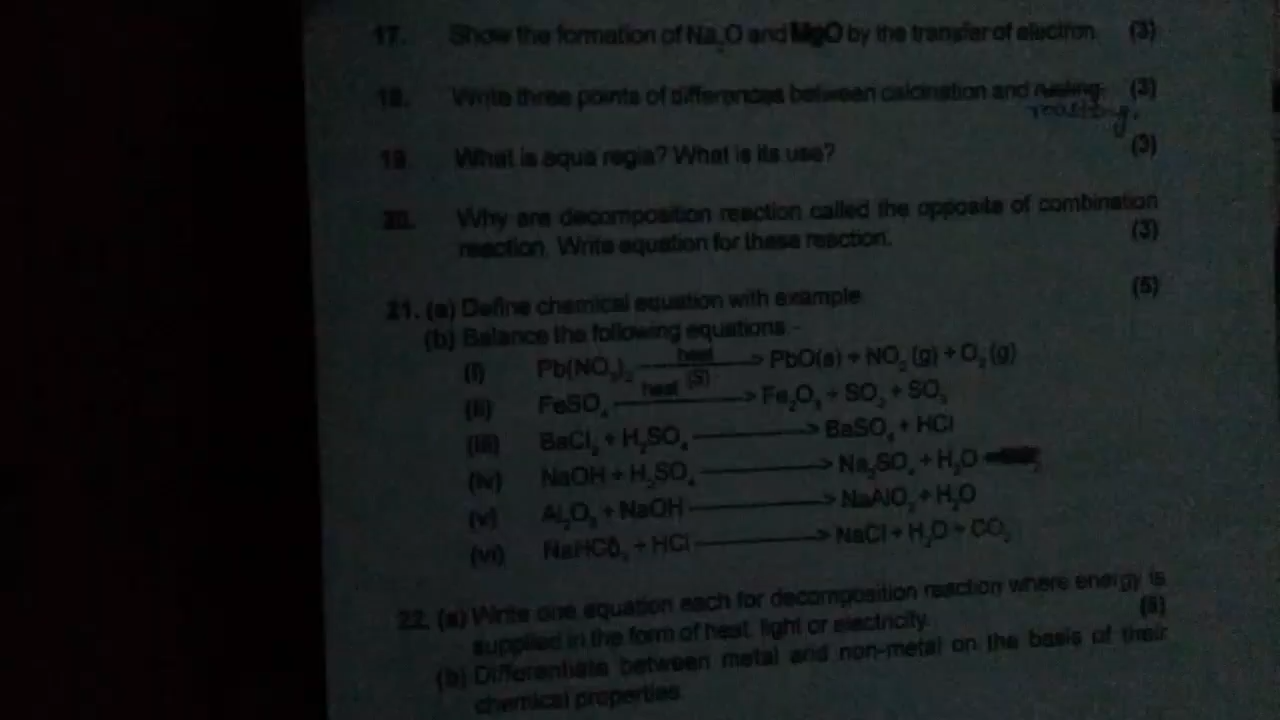 17. Show the formation of Na₂O and MgO by the transfer of electron (3)
18. Write three points of differences between calcination and rusting (3)
roasting.
19. What is aqua regia? What is its use? (3)
20. Why are decomposition reaction called the opposite of combination
reaction. Write equation for these reaction. (3)
21. (a) Define chemical equation with example (5)
(b) Balance the following equations -
(i) Pb(NO₃)₂ heat> PbO(s) + NO₂ (g) + O₂ (g)
(ii) FeSO₄ heat (S)> Fe₂O₃ + SO₂ + SO₃
(iii) BaCl₂ + H₂SO₄ ———> BaSO₄ + HCl
(iv) NaOH + H₂SO₄ ———> Na₂SO₄ + H₂O
(v) Al₂O₃ + NaOH ———> NaAlO₂ + H₂O
(vi) NaHCO₃ + HCl ———> NaCl + H₂O + CO₂
22. (a) Write one equation each for decomposition reaction where energy is
supplied in the form of heat, light or electricity. (5)
(b) Differentiate between metal and non-metal on the basis of their
chemical properties